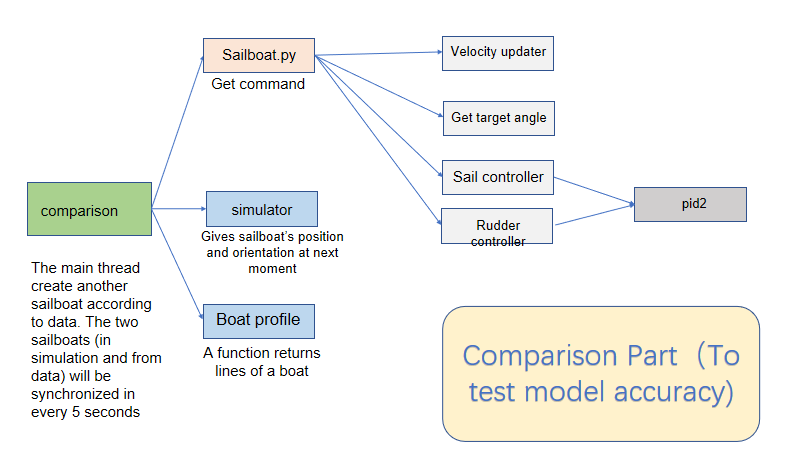 Sailboat.py
Get command
Velocity updater
Get target angle
Sail controller
Rudder
controller
pid2
comparison
simulator
Gives sailboat's position
and orientation at next
moment
Boat profile
A function returns
lines of a boat
The main thread
create another
sailboat according
to data. The two
sailboats (in
simulation and from
data) will be
synchronized in
every 5 seconds
Comparison Part（To
test model accuracy)